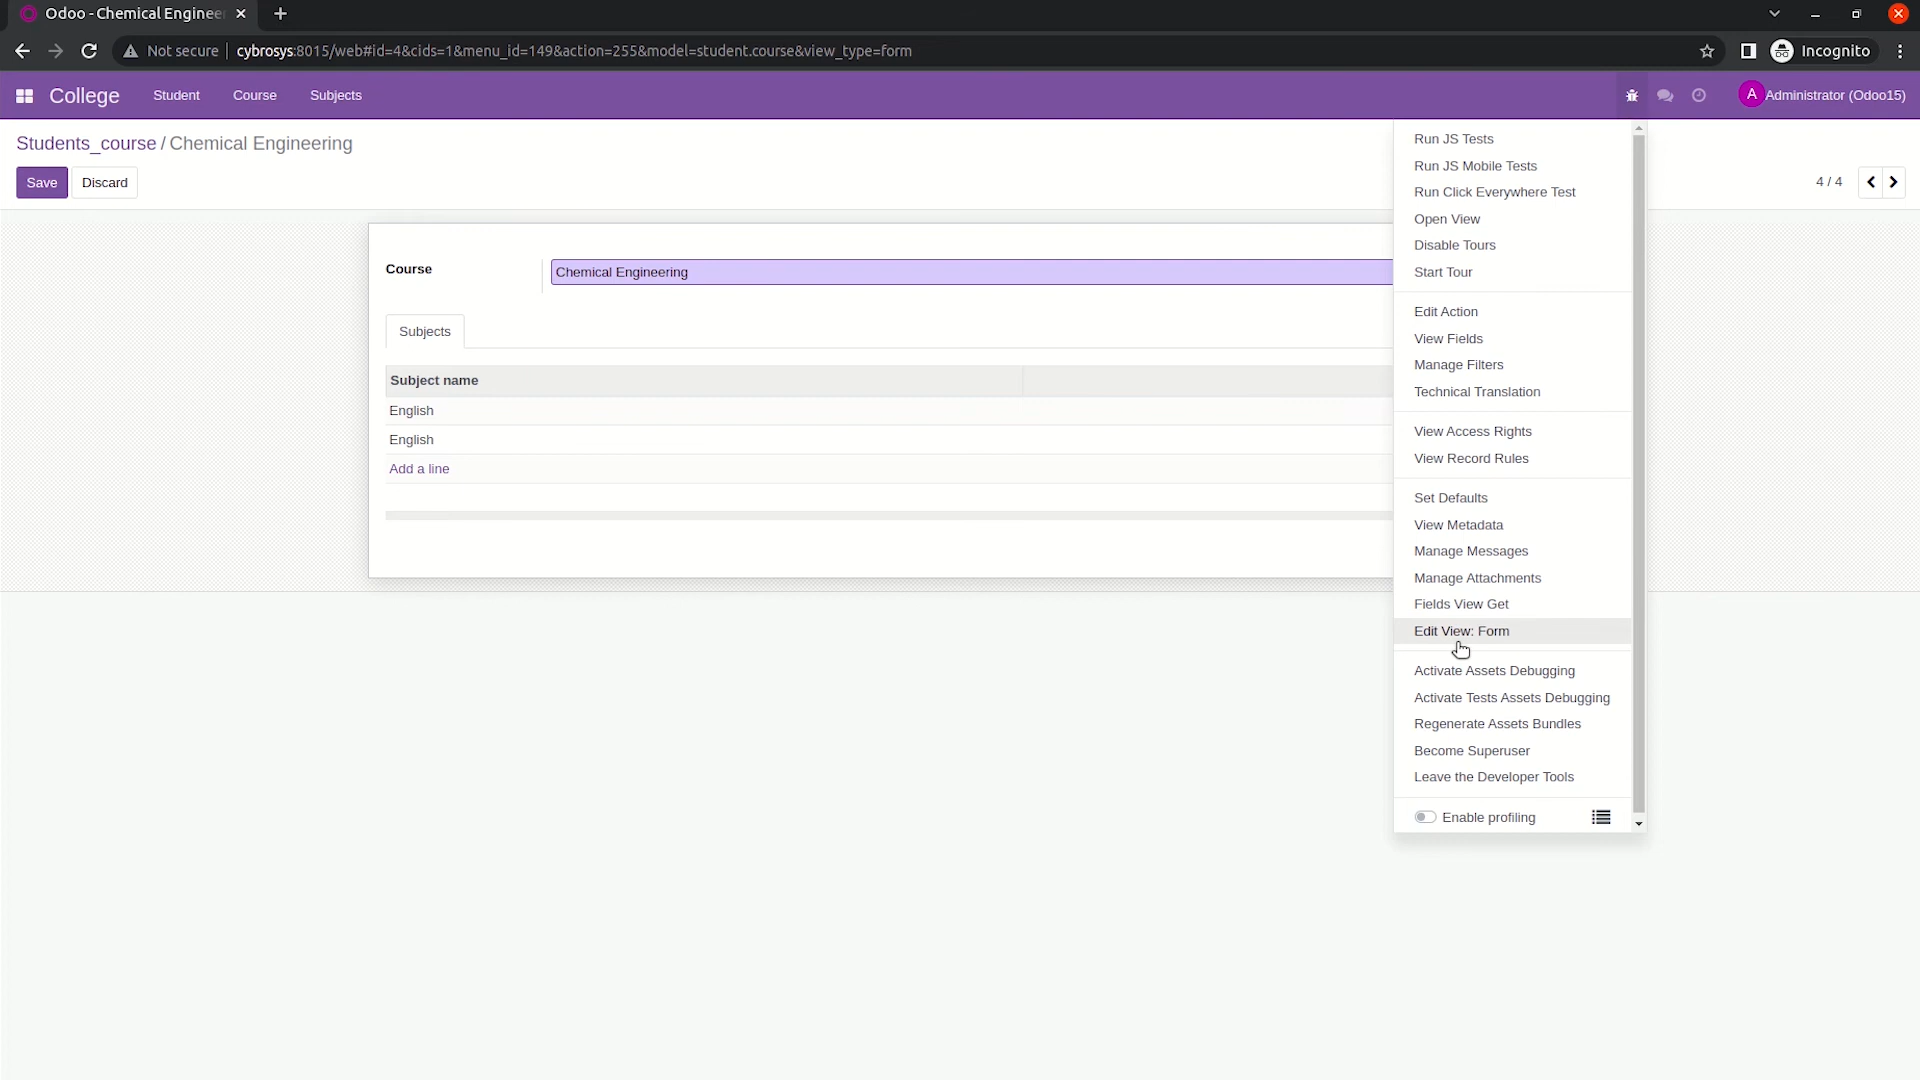 Odoo - Chemical Enginee
Not secure cybrosys:8015/web#id=4&cids=1&menu_id=149&action=255&model=student.course&view_type=form
Incognito
College Student Course Subjects
A Administrator (Odoo15)
Students_course / Chemical Engineering
Save Discard
4 / 4
Course
Chemical Engineering
Subjects
Subject name
English
English
Add a line
Run JS Tests
Run JS Mobile Tests
Run Click Everywhere Test
Open View
Disable Tours
Start Tour
Edit Action
View Fields
Manage Filters
Technical Translation
View Access Rights
View Record Rules
Set Defaults
View Metadata
Manage Messages
Manage Attachments
Fields View Get
Edit View: Form
Activate Assets Debugging
Activate Tests Assets Debugging
Regenerate Assets Bundles
Become Superuser
Leave the Developer Tools
Enable profiling